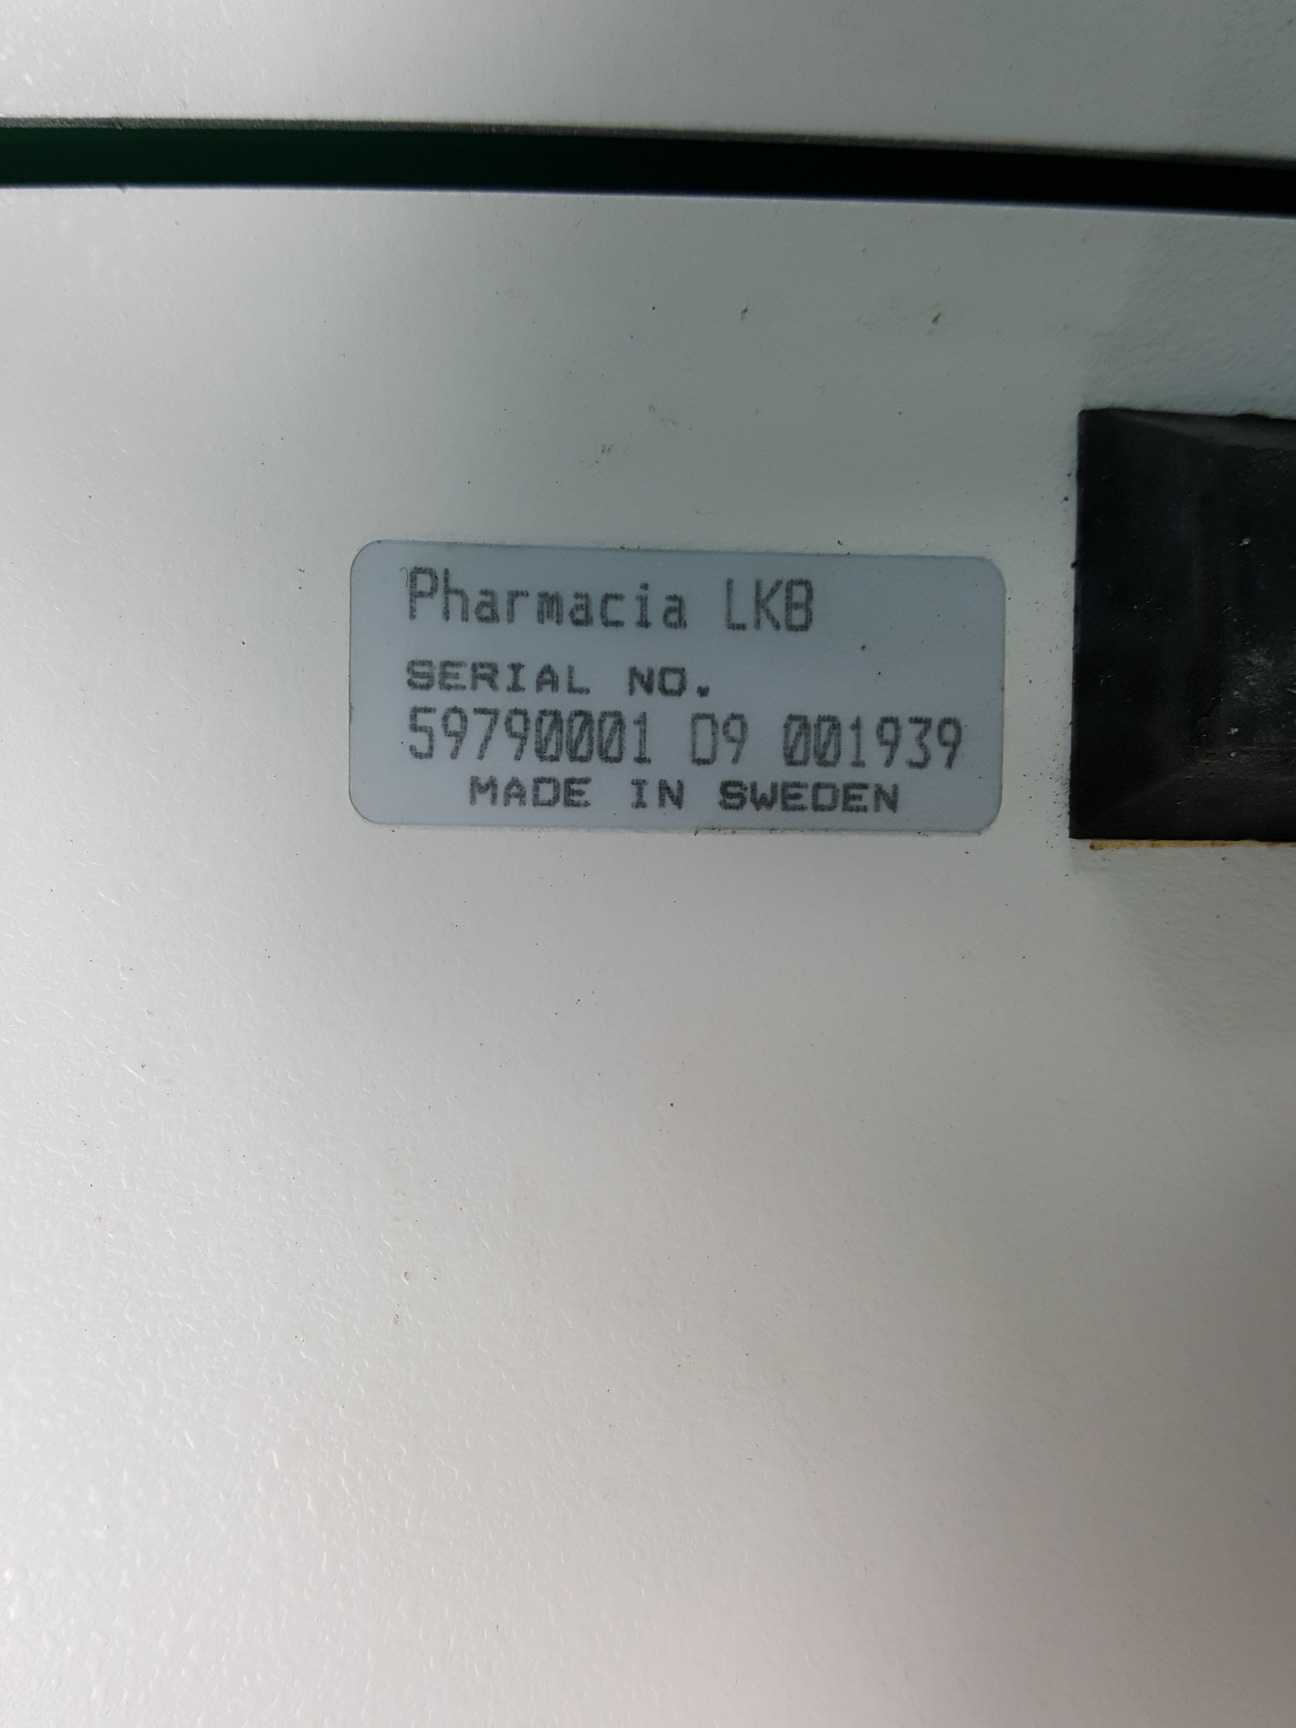 Pharmacia LKB
SERIAL NO.
59790001 D9 001939
MADE IN SWEDEN